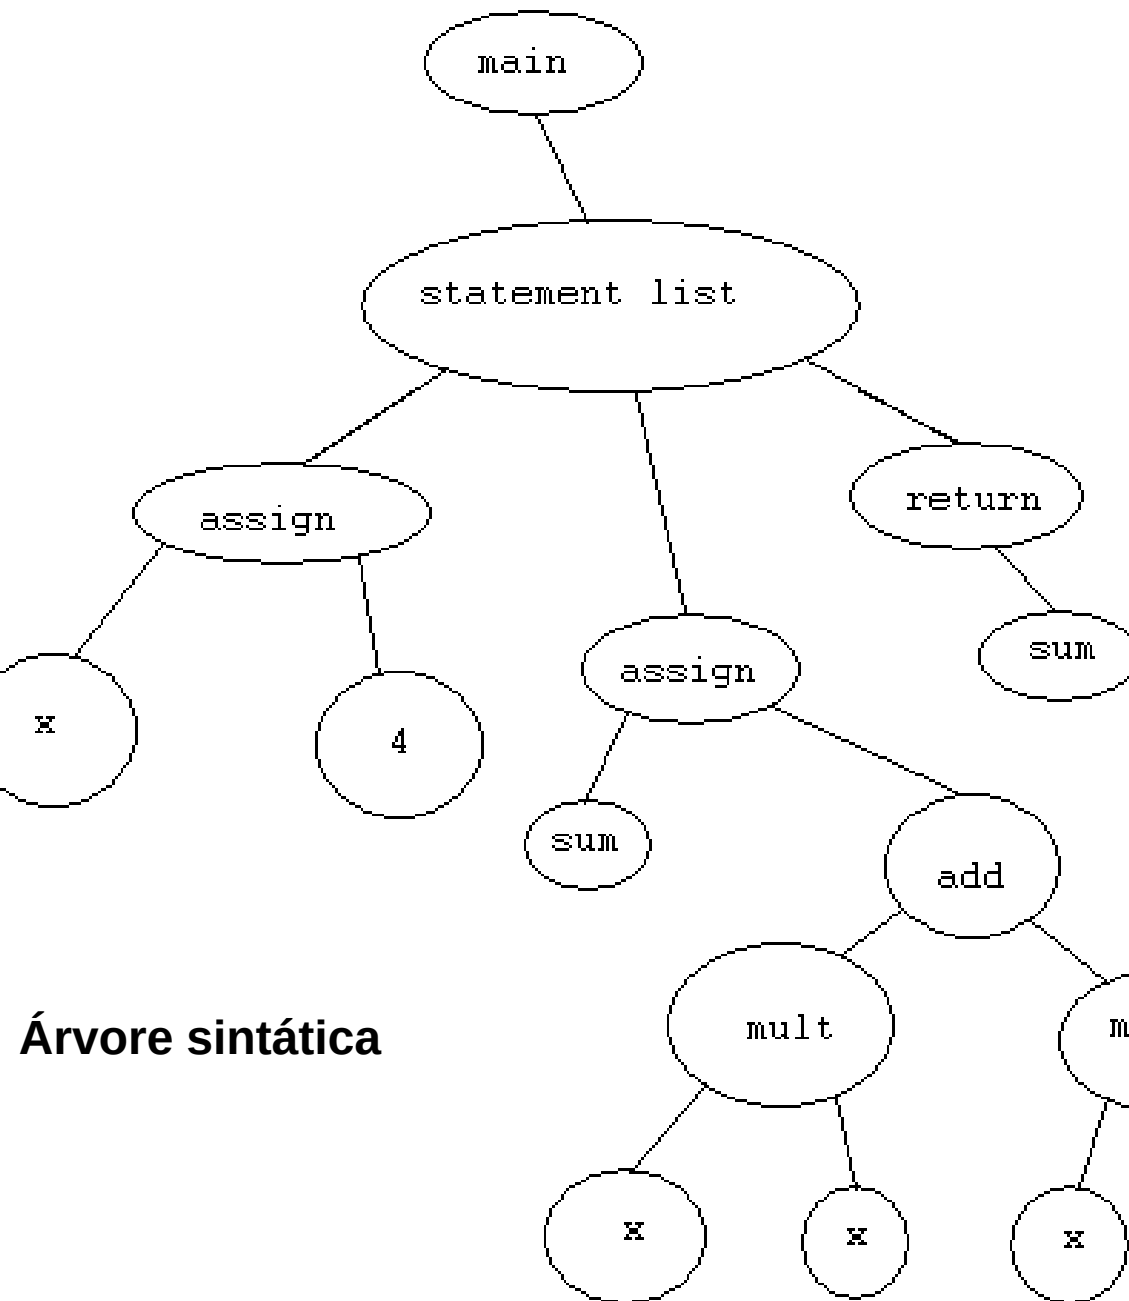 main
statement list
assign
return
x
4
assign
sum
sum
add
mult
Árvore sintática
x
x
x